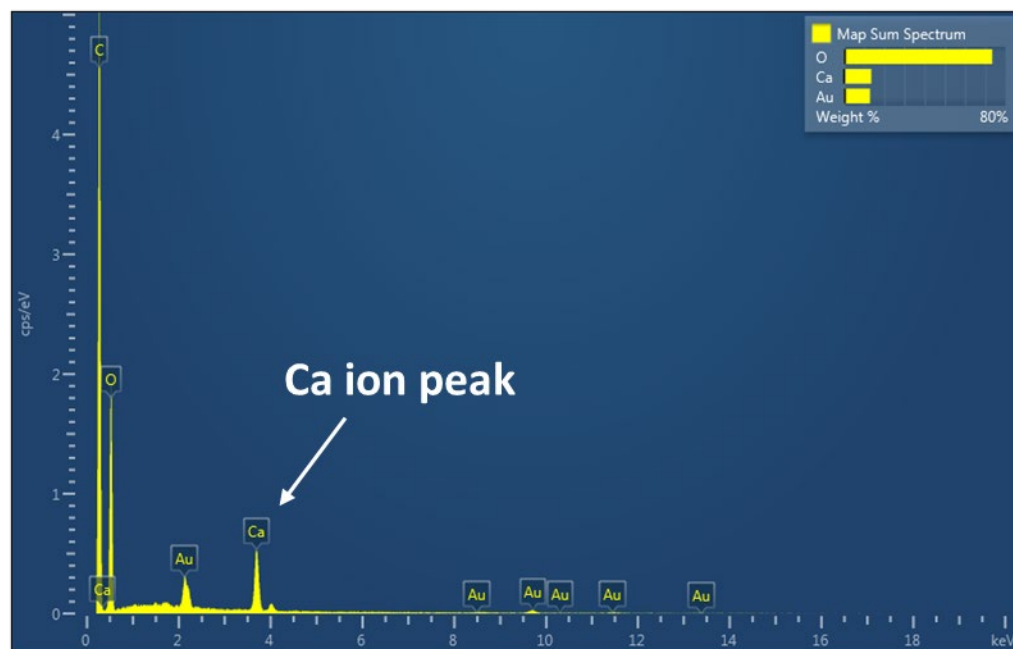 Map Sum Spectrum
O
Ca
Au
Weight % 80%
C
4
3
cps/eV
2
O
Ca ion peak
1
Ca
Au
Ca
Au
Au
Au
Au
Au
0
0 2 4 6 8 10 12 14 16 18 keV